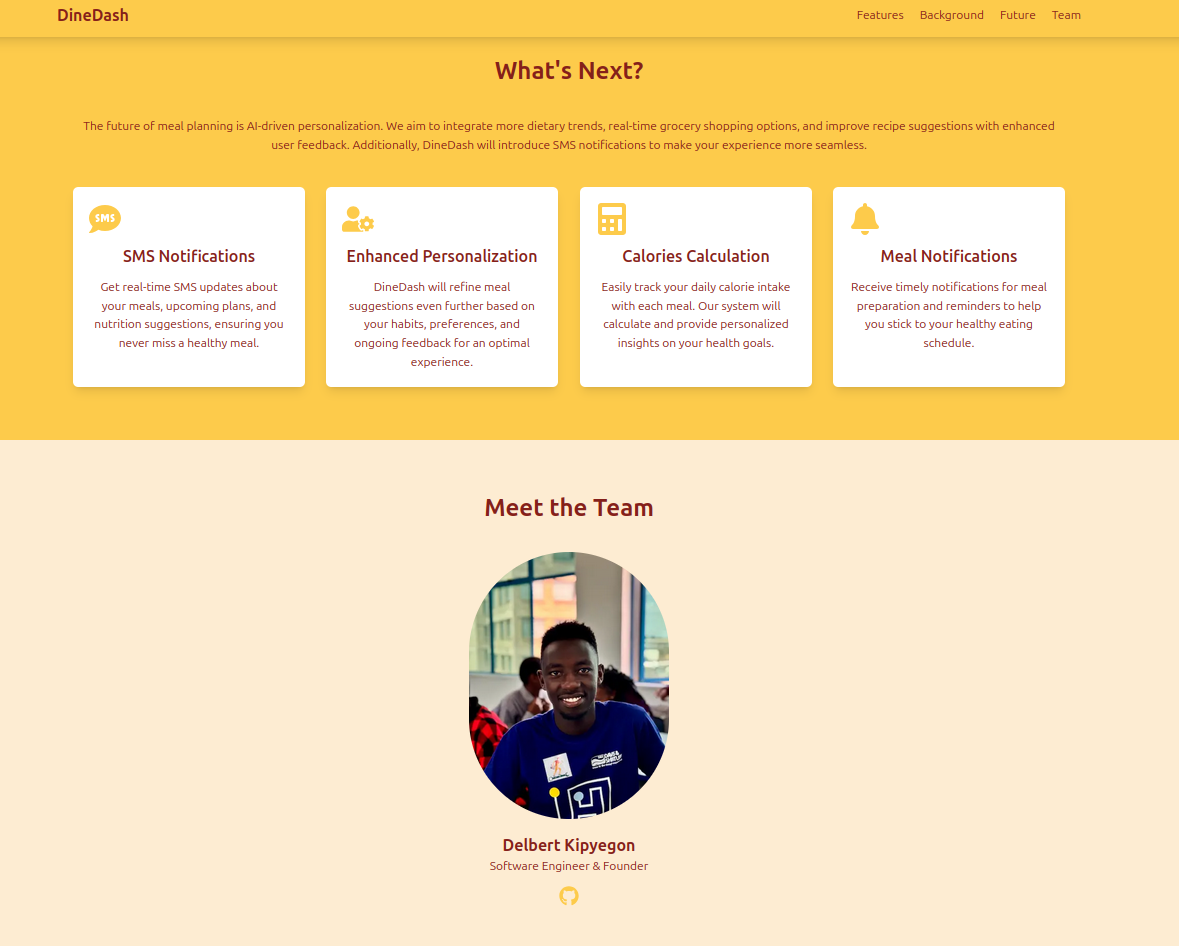 DineDash
Features Background Future Team
What's Next?
The future of meal planning is AI-driven personalization. We aim to integrate more dietary trends, real-time grocery shopping options, and improve recipe suggestions with enhanced
user feedback. Additionally, DineDash will introduce SMS notifications to make your experience more seamless.
SMS
SMS Notifications
Get real-time SMS updates about
your meals, upcoming plans, and
nutrition suggestions, ensuring you
never miss a healthy meal.
Enhanced Personalization
DineDash will refine meal
suggestions even further based on
your habits, preferences, and
ongoing feedback for an optimal
experience.
Calories Calculation
Easily track your daily calorie intake
with each meal. Our system will
calculate and provide personalized
insights on your health goals.
Meal Notifications
Receive timely notifications for meal
preparation and reminders to help
you stick to your healthy eating
schedule.
Meet the Team
Delbert Kipyegon
Software Engineer & Founder